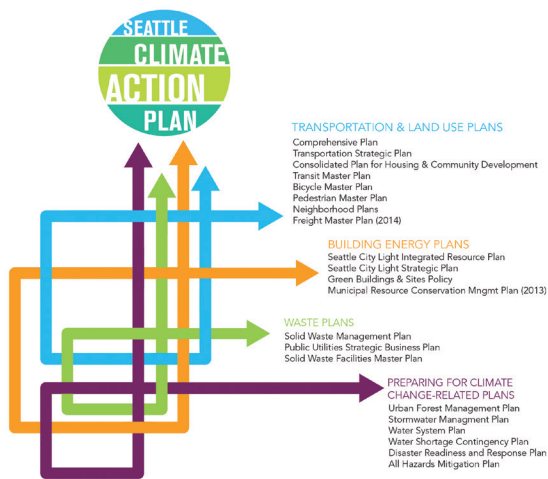 SEATTLE
CLIMATE
ACTION
PLAN
TRANSPORTATION & LAND USE PLANS
Comprehensive Plan
Transportation Strategic Plan
Consolidated Plan for Housing & Community Development
Transit Master Plan
Bicycle Master Plan
Pedestrian Master Plan
Neighborhood Plans
Freight Master Plan (2014)
BUILDING ENERGY PLANS
Seattle City Light Integrated Resource Plan
Seattle City Light Strategic Plan
Green Buildings & Sites Policy
Municipal Resource Conservation Mngmt Plan (2013)
WASTE PLANS
Solid Waste Management Plan
Public Utilities Strategic Business Plan
Solid Waste Facilities Master Plan
PREPARING FOR CLIMATE
CHANGE-RELATED PLANS
Urban Forest Management Plan
Stormwater Managment Plan
Water System Plan
Water Shortage Contingency Plan
Disaster Readiness and Response Plan
All Hazards Mitigation Plan